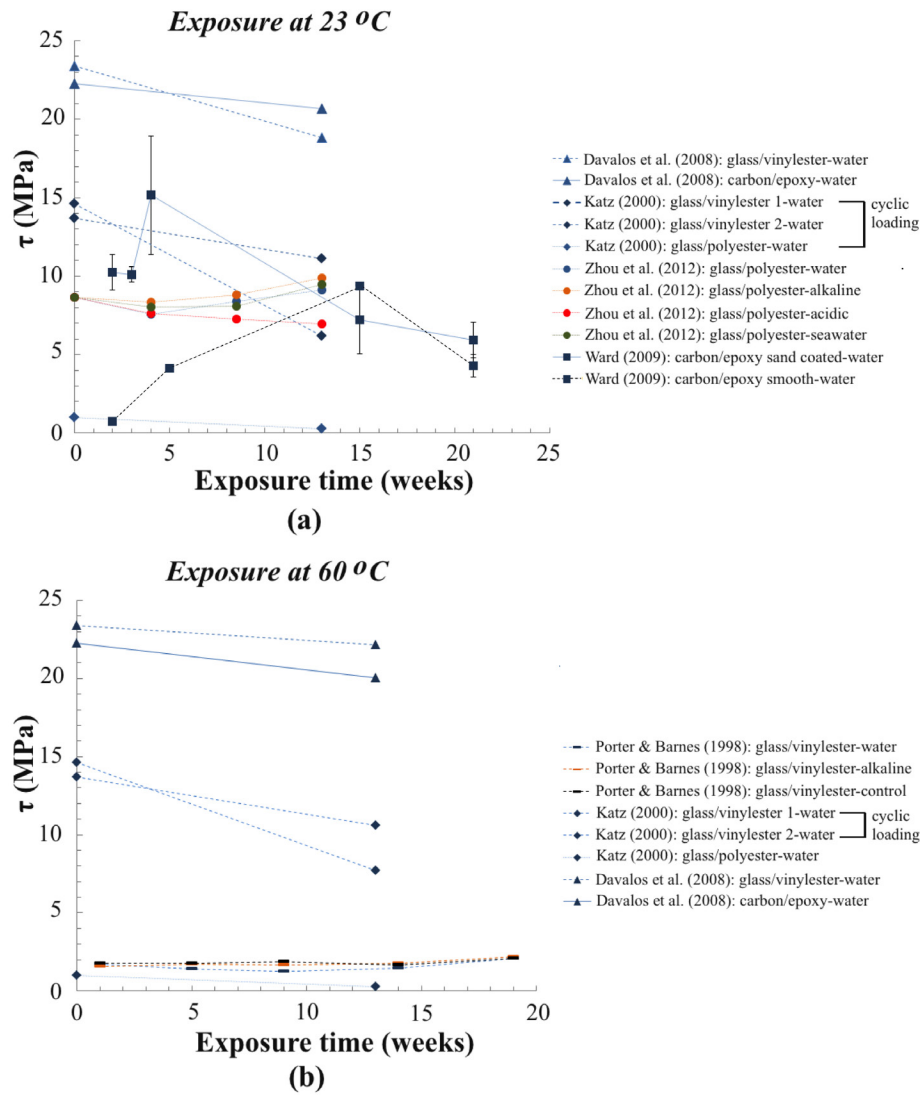 Exposure at 23 °C
25
20
15
10
5
0
τ (MPa)
0 5 10 15 20 25
Exposure time (weeks)
Davalos et al. (2008): glass/vinylester-water
Davalos et al. (2008): carbon/epoxy-water
Katz (2000): glass/vinylester 1-water
Katz (2000): glass/vinylester 2-water
Katz (2000): glass/polyester-water
cyclic
loading
Zhou et al. (2012): glass/polyester-water
Zhou et al. (2012): glass/polyester-alkaline
Zhou et al. (2012): glass/polyester-acidic
Zhou et al. (2012): glass/polyester-seawater
Ward (2009): carbon/epoxy sand coated-water
Ward (2009): carbon/epoxy smooth-water
(a)
Exposure at 60 °C
25
20
15
10
5
0
τ (MPa)
0 5 10 15 20
Exposure time (weeks)
Porter & Barnes (1998): glass/vinylester-water
Porter & Barnes (1998): glass/vinylester-alkaline
Porter & Barnes (1998): glass/vinylester-control
Katz (2000): glass/vinylester 1-water
Katz (2000): glass/vinylester 2-water
cyclic
loading
Katz (2000): glass/polyester-water
Davalos et al. (2008): glass/vinylester-water
Davalos et al. (2008): carbon/epoxy-water
(b)